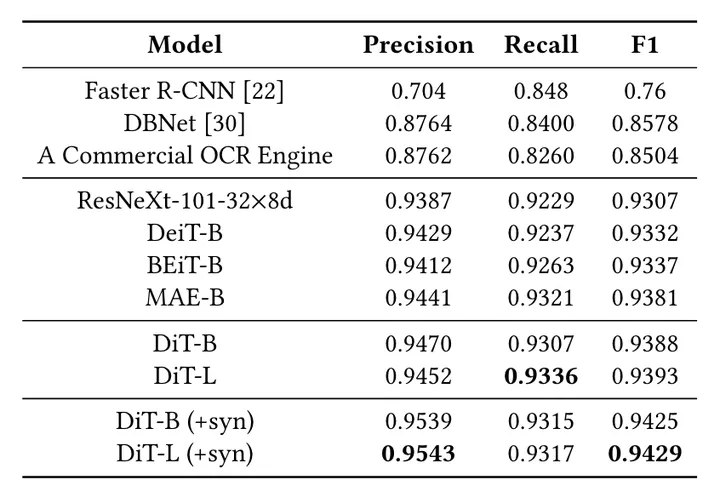 Model Precision Recall F1
Faster R-CNN [22] 0.704 0.848 0.76
DBNet [30] 0.8764 0.8400 0.8578
A Commercial OCR Engine 0.8762 0.8260 0.8504
ResNeXt-101-32×8d 0.9387 0.9229 0.9307
DeiT-B 0.9429 0.9237 0.9332
BEiT-B 0.9412 0.9263 0.9337
MAE-B 0.9441 0.9321 0.9381
DiT-B 0.9470 0.9307 0.9388
DiT-L 0.9452 0.9336 0.9393
DiT-B (+syn) 0.9539 0.9315 0.9425
DiT-L (+syn) 0.9543 0.9317 0.9429